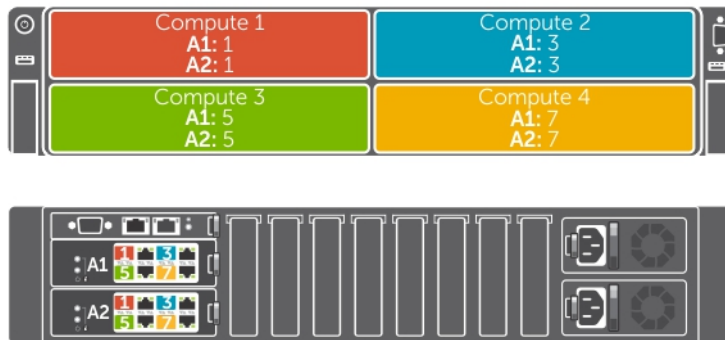 Compute 1
A1: 1
A2: 1
Compute 2
A1: 3
A2: 3
Compute 3
A1: 5
A2: 5
Compute 4
A1: 7
A2: 7
A1
1 3
5 7
A2
1 3
5 7